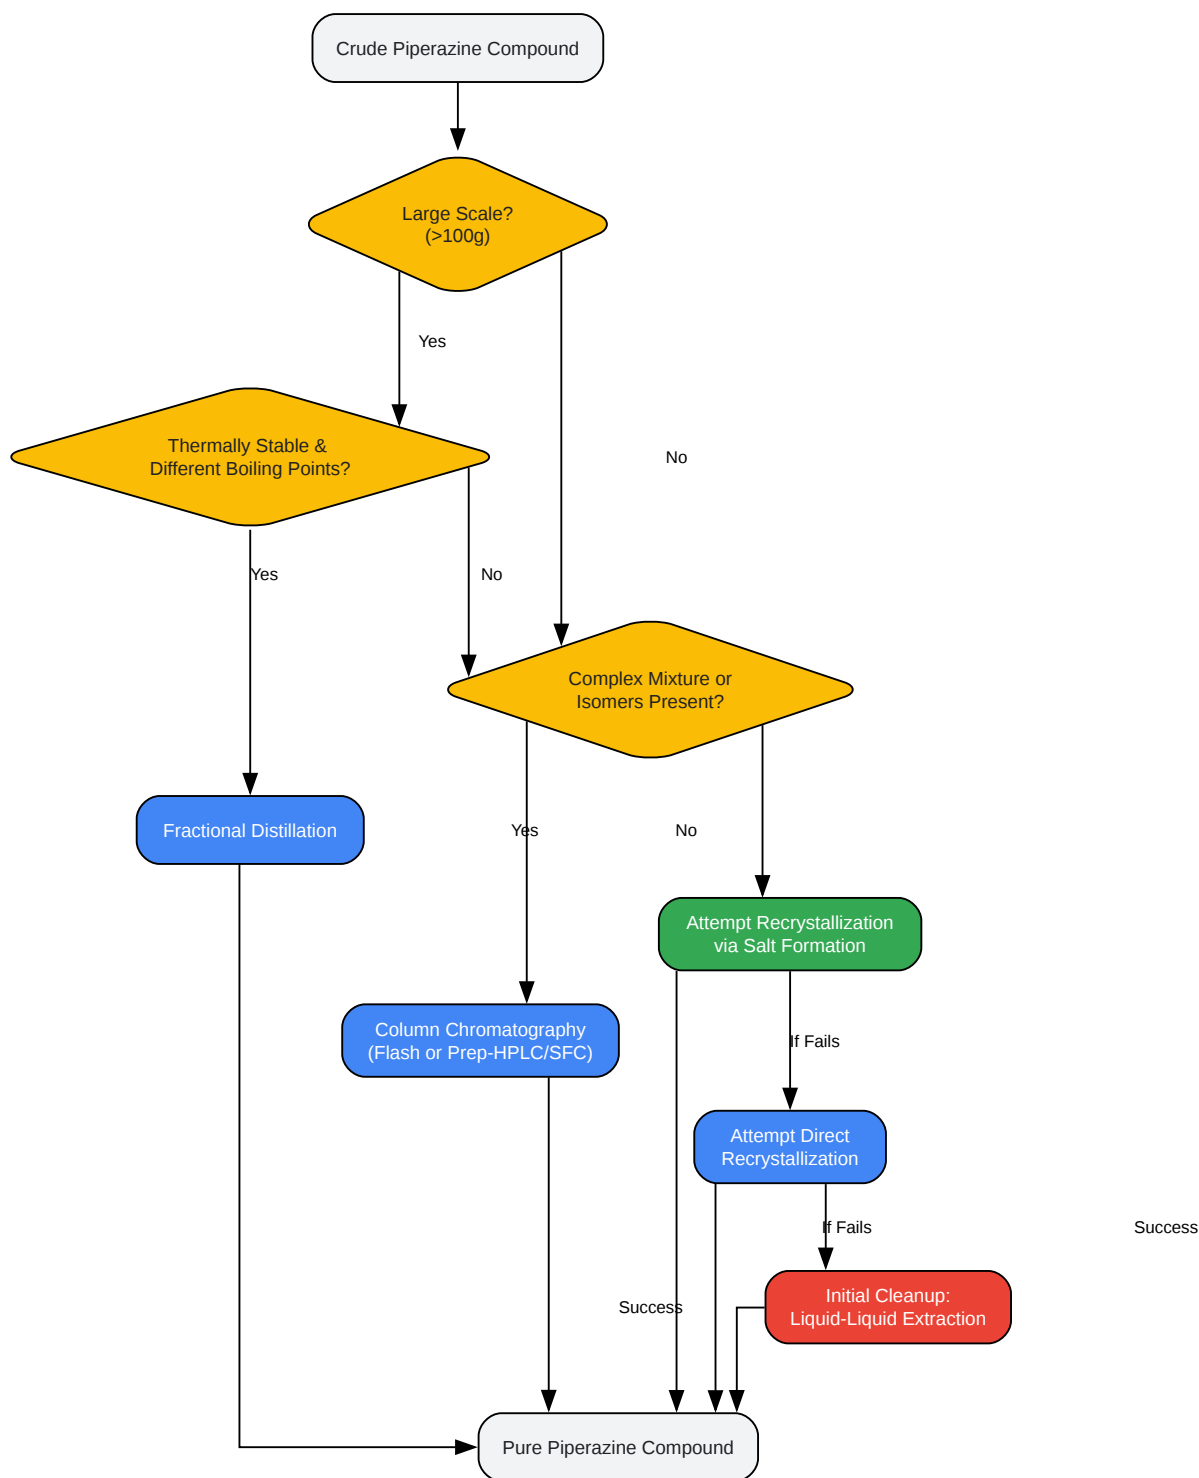 Crude Piperazine Compound
Large Scale?
(>100g)
Yes
Thermally Stable &
Different Boiling Points?
No
Yes
No
Complex Mixture or
Isomers Present?
Fractional Distillation
Yes
No
Attempt Recrystallization
via Salt Formation
Column Chromatography
(Flash or Prep-HPLC/SFC)
If Fails
Attempt Direct
Recrystallization
If Fails
Success
Initial Cleanup:
Liquid-Liquid Extraction
Success
Pure Piperazine Compound